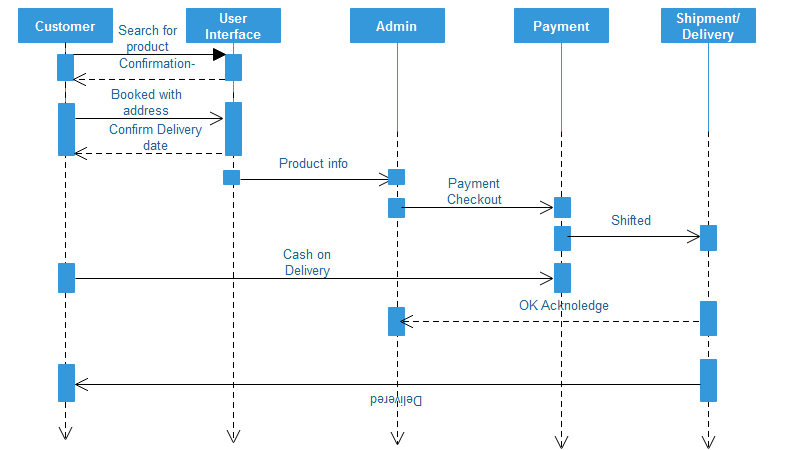 Customer
User
Interface
Admin
Payment
Shipment/
Delivery
Search for
product
Confirmation-
Booked with
address
Confirm Delivery
date
Product info
Payment
Checkout
Shifted
Cash on
Delivery
OK Acknoledge
Delivered